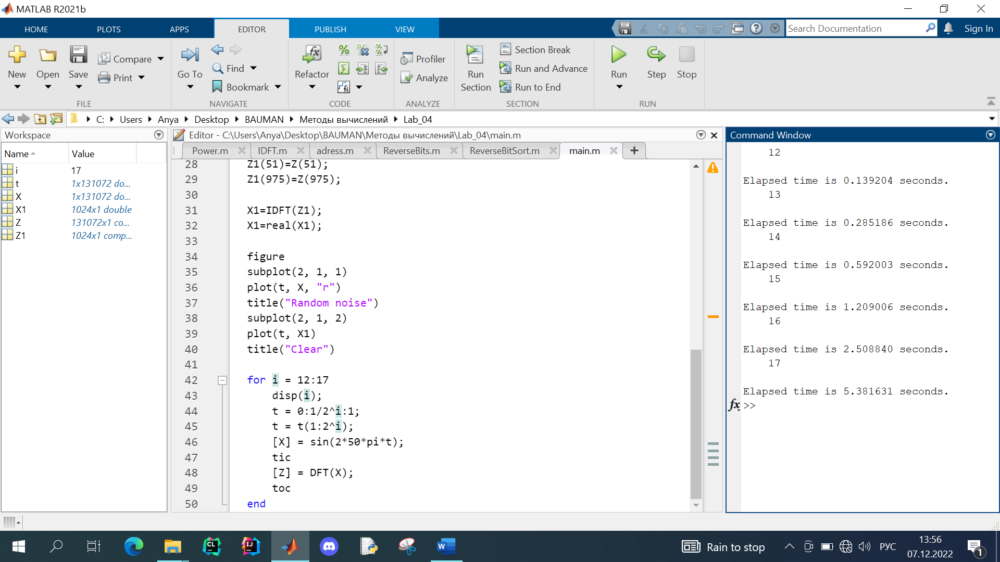 MATLAB R2021b
HOME PLOTS APPS EDITOR PUBLISH VIEW
Search Documentation
Sign In
New
Open
Save
Compare
Print
FILE
Go To
Find
Bookmark
NAVIGATE
Refactor
CODE
Profiler
Analyze
ANALYZE
Run Section
Section Break
Run and Advance
Run to End
SECTION
Run
Step
Stop
RUN
C: Users Anya Desktop BAUMAN Методы вычислений Lab_04
Workspace
Name Value
i 17
t 1x131072 do...
X 1x131072 do...
X1 1024x1 double
Z 131072x1 co...
Z1 1024x1 comp...
Editor - C:\Users\Anya\Desktop\BAUMAN\Методы вычислений\Lab_04\main.m
Power.m IDFT.m adress.m ReverseBits.m ReverseBitSort.m main.m +
28 Z1(51)=Z(51);
29 Z1(975)=Z(975);
30
31 X1=IDFT(Z1);
32 X1=real(X1);
33
34 figure
35 subplot(2, 1, 1)
36 plot(t, X, "r")
37 title("Random noise")
38 subplot(2, 1, 2)
39 plot(t, X1)
40 title("Clear")
41
42 for i = 12:17
43 disp(i);
44 t = 0:1/2^i:1;
45 t = t(1:2^i);
46 [X] = sin(2*50*pi*t);
47 tic
48 [Z] = DFT(X);
49 toc
50 end
Command Window
12
Elapsed time is 0.139204 seconds.
13
Elapsed time is 0.285186 seconds.
14
Elapsed time is 0.592003 seconds.
15
Elapsed time is 1.209006 seconds.
16
Elapsed time is 2.508840 seconds.
17
Elapsed time is 5.381631 seconds.
fx >>
CL
IJ
W
Rain to stop
РУС
13:56
07.12.2022
1